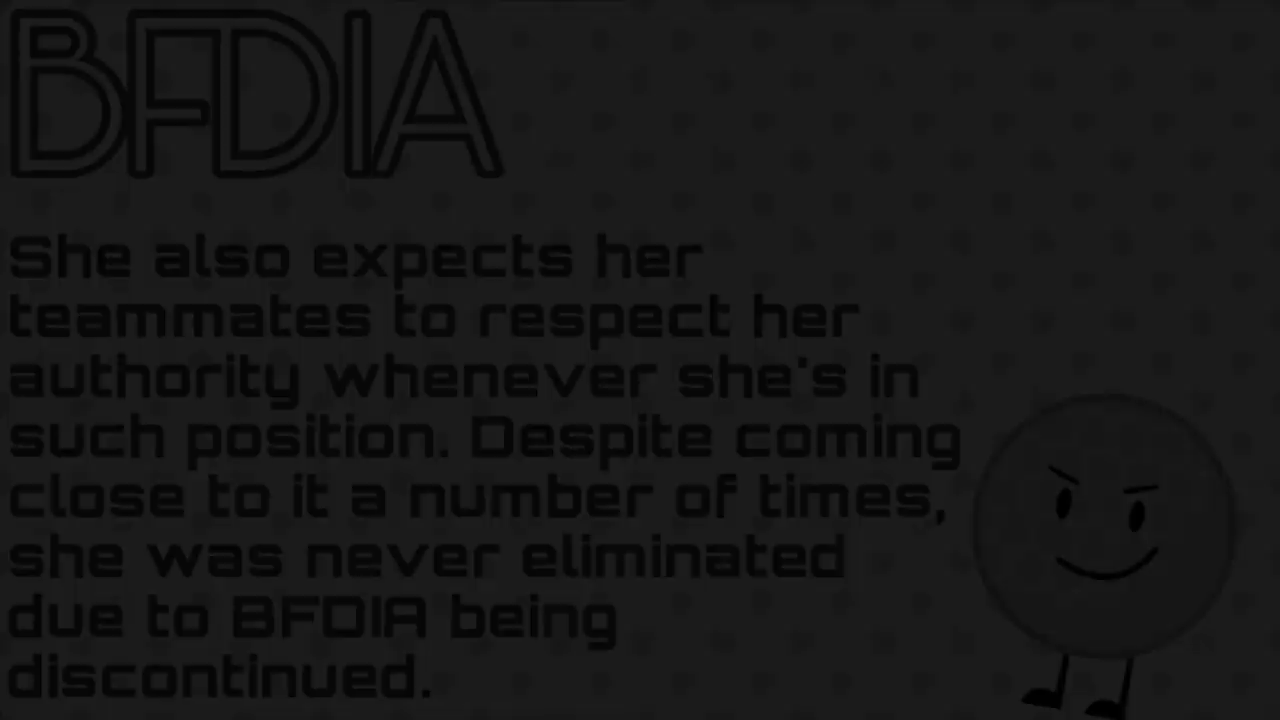 BFDIA
She also expects her
teammates to respect her
authority whenever she's in
such position. Despite coming
close to it a number of times,
she was never eliminated
due to BFDIA being
discontinued.